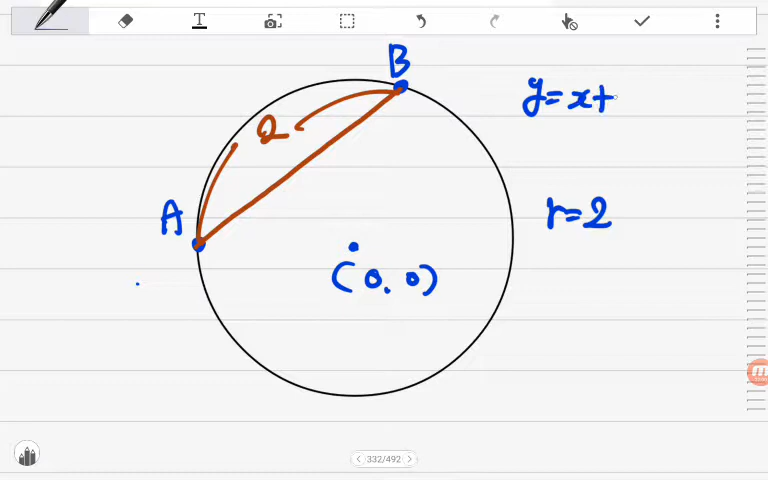 T
B
y=x+
2
A
r=2
(0.0)
332/492